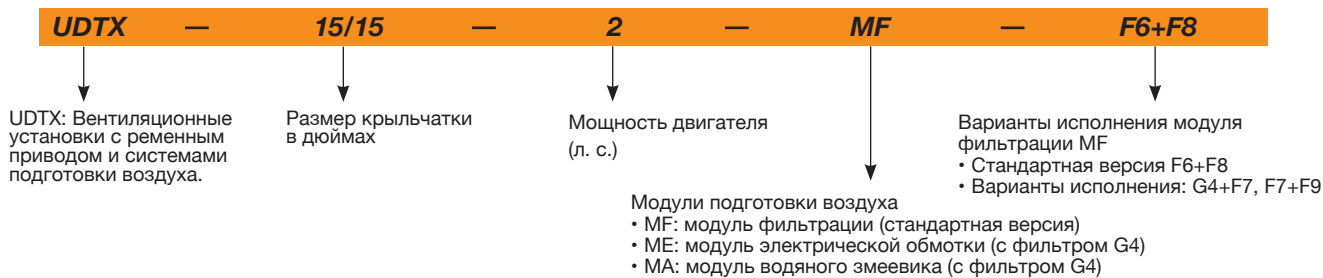 UDTX — 15/15 — 2 — MF — F6+F8
UDTX: Вентиляционные
установки с ременным
приводом и системами
подготовки воздуха.
Размер крыльчатки
в дюймах
Мощность двигателя
(л. с.)
Модули подготовки воздуха
• MF: модуль фильтрации (стандартная версия)
• ME: модуль электрической обмотки (с фильтром G4)
• MA: модуль водяного змеевика (с фильтром G4)
Варианты исполнения модуля
фильтрации MF
• Стандартная версия F6+F8
• Варианты исполнения: G4+F7, F7+F9